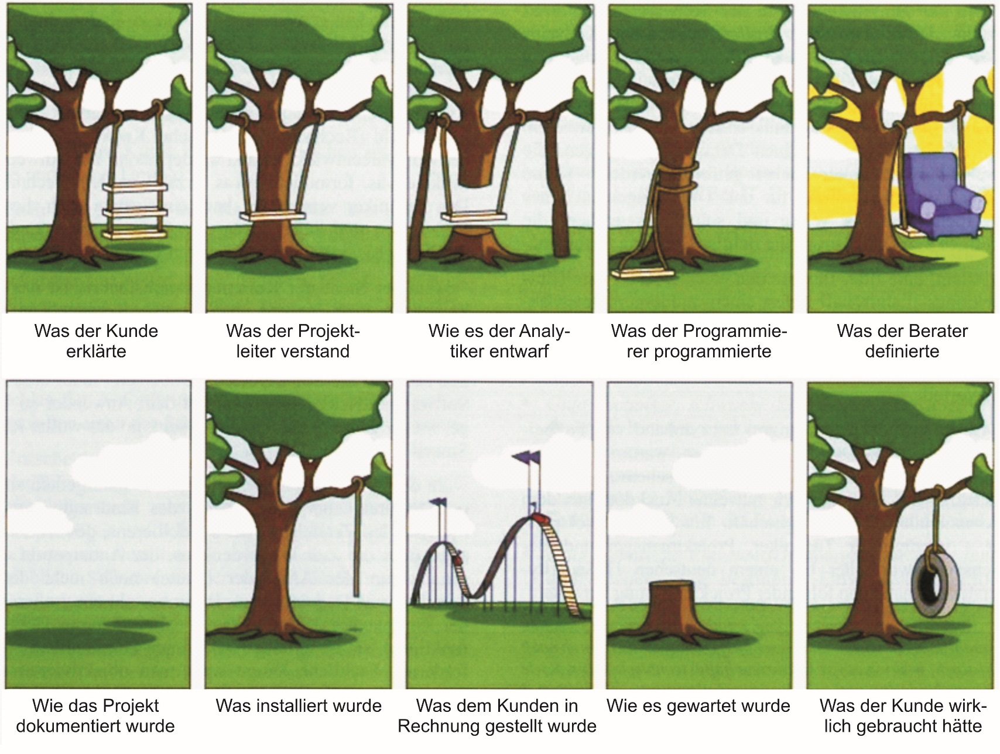 Was der Kunde
erklärte
Was der Projekt-
leiter verstand
Wie es der Analy-
tiker entwarf
Was der Programmie-
rer programmierte
Was der Berater
definierte
Wie das Projekt
dokumentiert wurde
Was installiert wurde
Was dem Kunden in
Rechnung gestellt wurde
Wie es gewartet wurde
Was der Kunde wirk-
lich gebraucht hätte